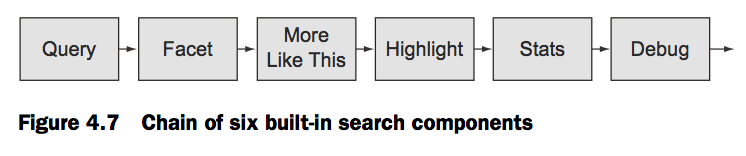 Query
Facet
More
Like This
Highlight
Stats
Debug
Figure 4.7 Chain of six built-in search components